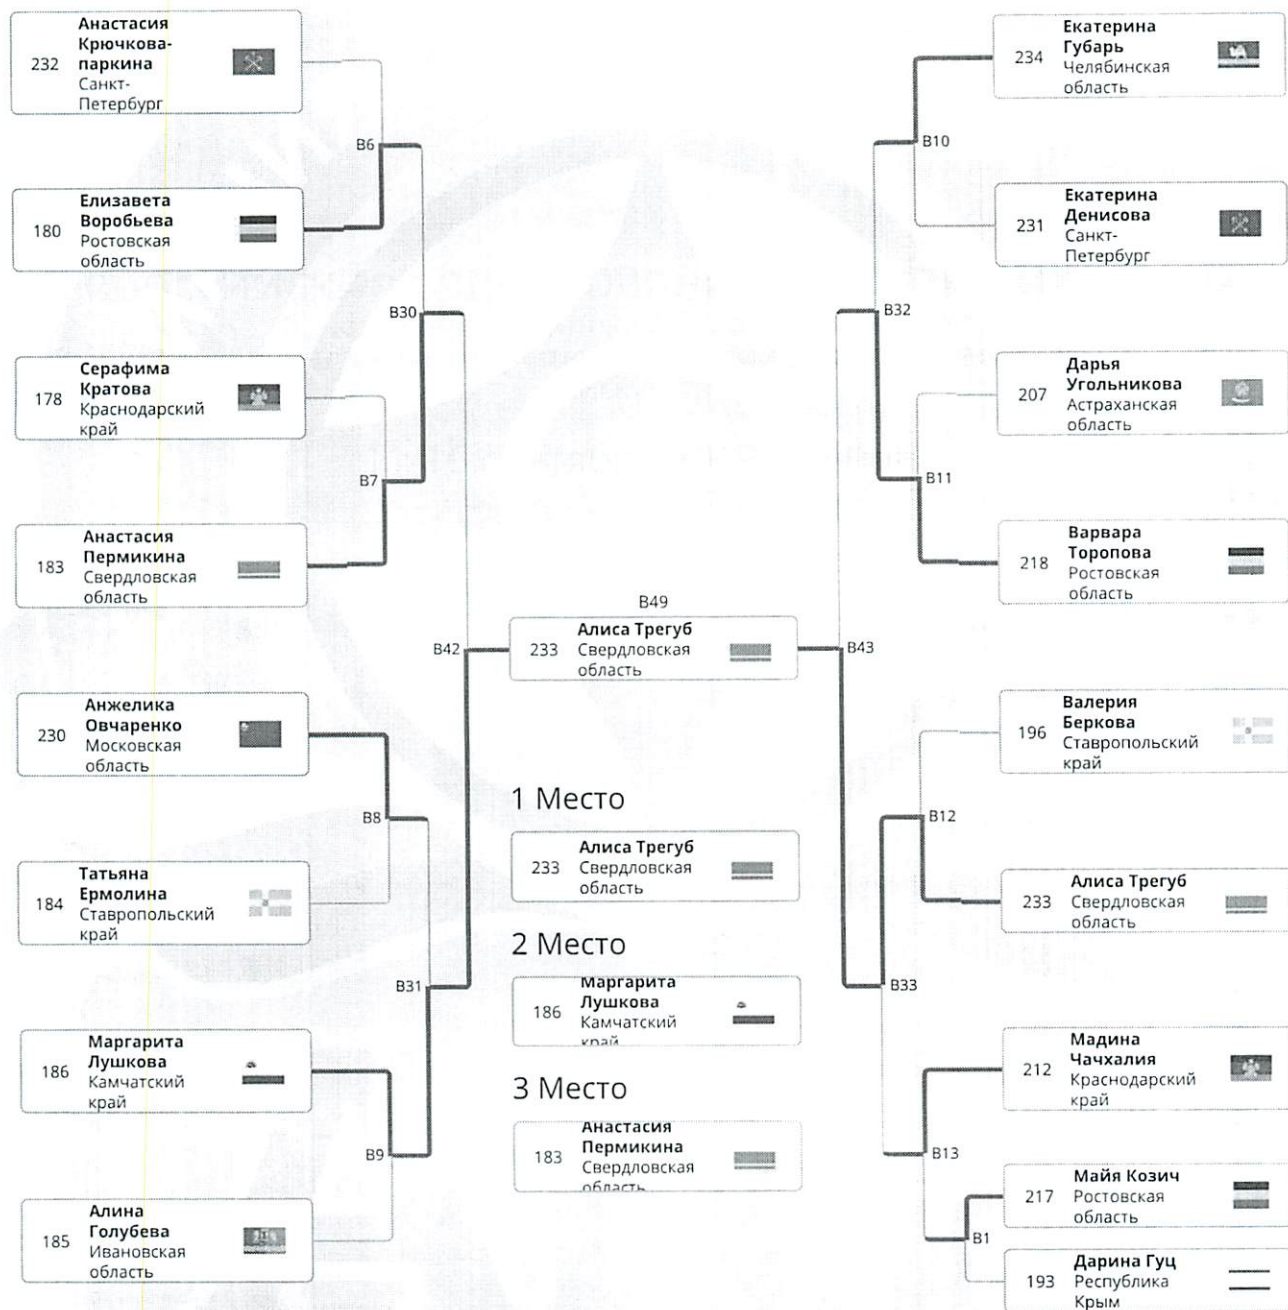 232
Анастасия
Крючкова-
паркина
Санкт-
Петербург
B6
180
Елизавета
Воробьева
Ростовская
область
B30
178
Серафима
Кратова
Краснодарский
край
B7
183
Анастасия
Пермикина
Свердловская
область
B42
230
Анжелика
Овчаренко
Московская
область
B8
184
Татьяна
Ермолина
Ставропольский
край
B31
186
Маргарита
Лушкова
Камчатский
край
B9
185
Алина
Голубева
Ивановская
область
B49
233
Алиса Трегуб
Свердловская
область
1 Место
233
Алиса Трегуб
Свердловская
область
2 Место
186
Маргарита
Лушкова
Камчатский
край
3 Место
183
Анастасия
Пермикина
Свердловская
область
234
Екатерина
Губарь
Челябинская
область
B10
231
Екатерина
Денисова
Санкт-
Петербург
B32
207
Дарья
Угольникова
Астраханская
область
B11
218
Варвара
Торопова
Ростовская
область
B43
196
Валерия
Беркова
Ставропольский
край
B12
233
Алиса Трегуб
Свердловская
область
B33
212
Мадина
Чачхалия
Краснодарский
край
B13
217
Майя Козич
Ростовская
область
B1
193
Дарина Гуц
Республика
Крым